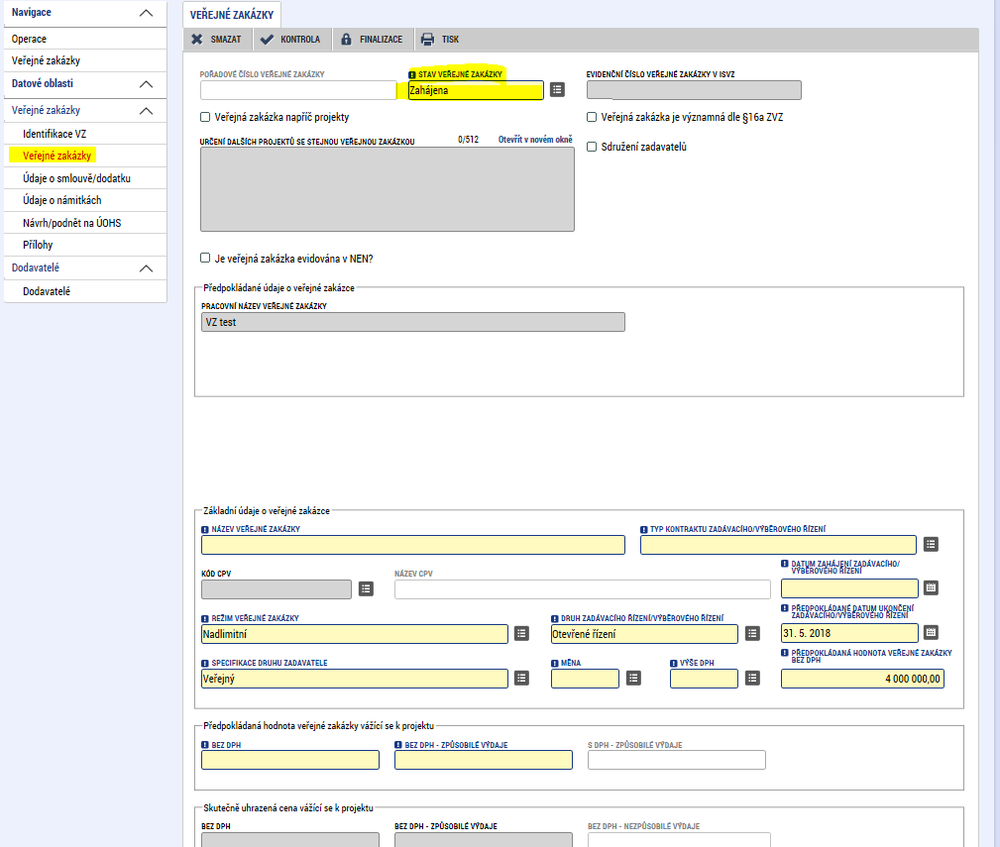 Navigace
Operace
Veřejné zakázky
Datové oblasti
Veřejné zakázky
Identifikace VZ
Veřejné zakázky
Údaje o smlouvě/dodatku
Údaje o námitkách
Návrh/podnět na ÚOHS
Přílohy
Dodavatelé
Dodavatelé
VEŘEJNÉ ZAKÁZKY
SMAZAT KONTROLA FINALIZACE TISK
POŘADOVÉ ČÍSLO VEŘEJNÉ ZAKÁZKY STAV VEŘEJNÉ ZAKÁZKY EVIDENČNÍ ČÍSLO VEŘEJNÉ ZAKÁZKY V ISVZ
Zahájena
Veřejná zakázka napříč projekty Veřejná zakázka je významná dle §16a ZVZ
URČENÍ DALŠÍCH PROJEKTŮ SE STEJNOU VEŘEJNOU ZAKÁZKOU 0/512 Otevřít v novém okně
Sdružení zadavatelů
Je veřejná zakázka evidována v NEN?
Předpokládané údaje o veřejné zakázce
PRACOVNÍ NÁZEV VEŘEJNÉ ZAKÁZKY
VZ test
Základní údaje o veřejné zakázce
NÁZEV VEŘEJNÉ ZAKÁZKY TYP KONTRAKTU ZADÁVACÍHO/VÝBĚROVÉHO ŘÍZENÍ
KÓD CPV NÁZEV CPV DATUM ZAHÁJENÍ ZADÁVACÍHO/
VÝBĚROVÉHO ŘÍZENÍ
REŽIM VEŘEJNÉ ZAKÁZKY DRUH ZADÁVACÍHO ŘÍZENÍ/VÝBĚROVÉHO ŘÍZENÍ PŘEDPOKLÁDANÉ DATUM UKONČENÍ
ZADÁVACÍHO/VÝBĚROVÉHO ŘÍZENÍ
Nadlimitní Otevřené řízení 31. 5. 2018
SPECIFIKACE DRUHU ZADAVATELE MĚNA VÝŠE DPH PŘEDPOKLÁDANÁ HODNOTA VEŘEJNÉ ZAKÁZKY
BEZ DPH
Veřejný 4 000 000,00
Předpokládaná hodnota veřejné zakázky vážící se k projektu
BEZ DPH BEZ DPH - ZPŮSOBILÉ VÝDAJE S DPH - ZPŮSOBILÉ VÝDAJE
Skutečně uhrazená cena vážící se k projektu
BEZ DPH BEZ DPH - ZPŮSOBILÉ VÝDAJE BEZ DPH - NEZPŮSOBILÉ VÝDAJE